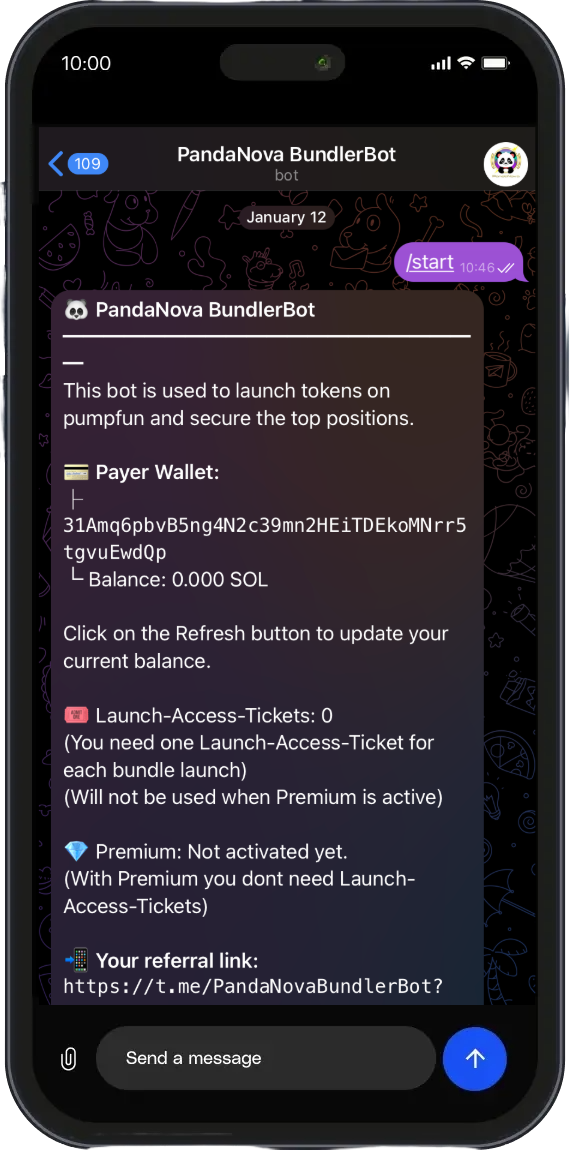 10:00
109
PandaNova BundlerBot
bot
January 12
/start 10:46
🐼 PandaNova BundlerBot
—
This bot is used to launch tokens on
pumpfun and secure the top positions.
💳 Payer Wallet:
├
31Amq6pbvB5ng4N2c39mn2HEiTDEkoMNrr5
tgvuEwdQp
└ Balance: 0.000 SOL
Click on the Refresh button to update your
current balance.
🎟️ Launch-Access-Tickets: 0
(You need one Launch-Access-Ticket for
each bundle launch)
(Will not be used when Premium is active)
💎 Premium: Not activated yet.
(With Premium you dont need Launch-
Access-Tickets)
📲 Your referral link:
https://t.me/PandaNovaBundlerBot?
Send a message